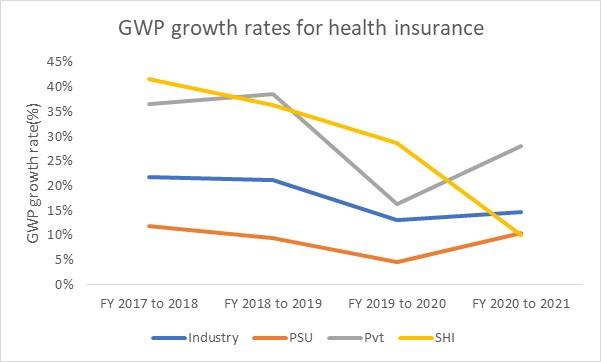 GWP growth rates for health insurance
GWP growth rate(%)
45%
40%
35%
30%
25%
20%
15%
10%
5%
0%
FY 2017 to 2018 FY 2018 to 2019 FY 2019 to 2020 FY 2020 to 2021
Industry PSU Pvt SHI